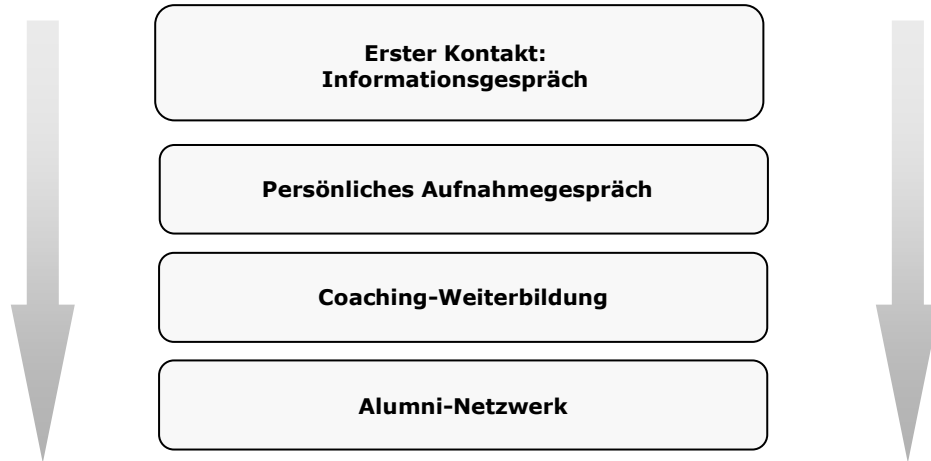 Erster Kontakt:
Informationsgespräch
Persönliches Aufnahmegespräch
Coaching-Weiterbildung
Alumni-Netzwerk